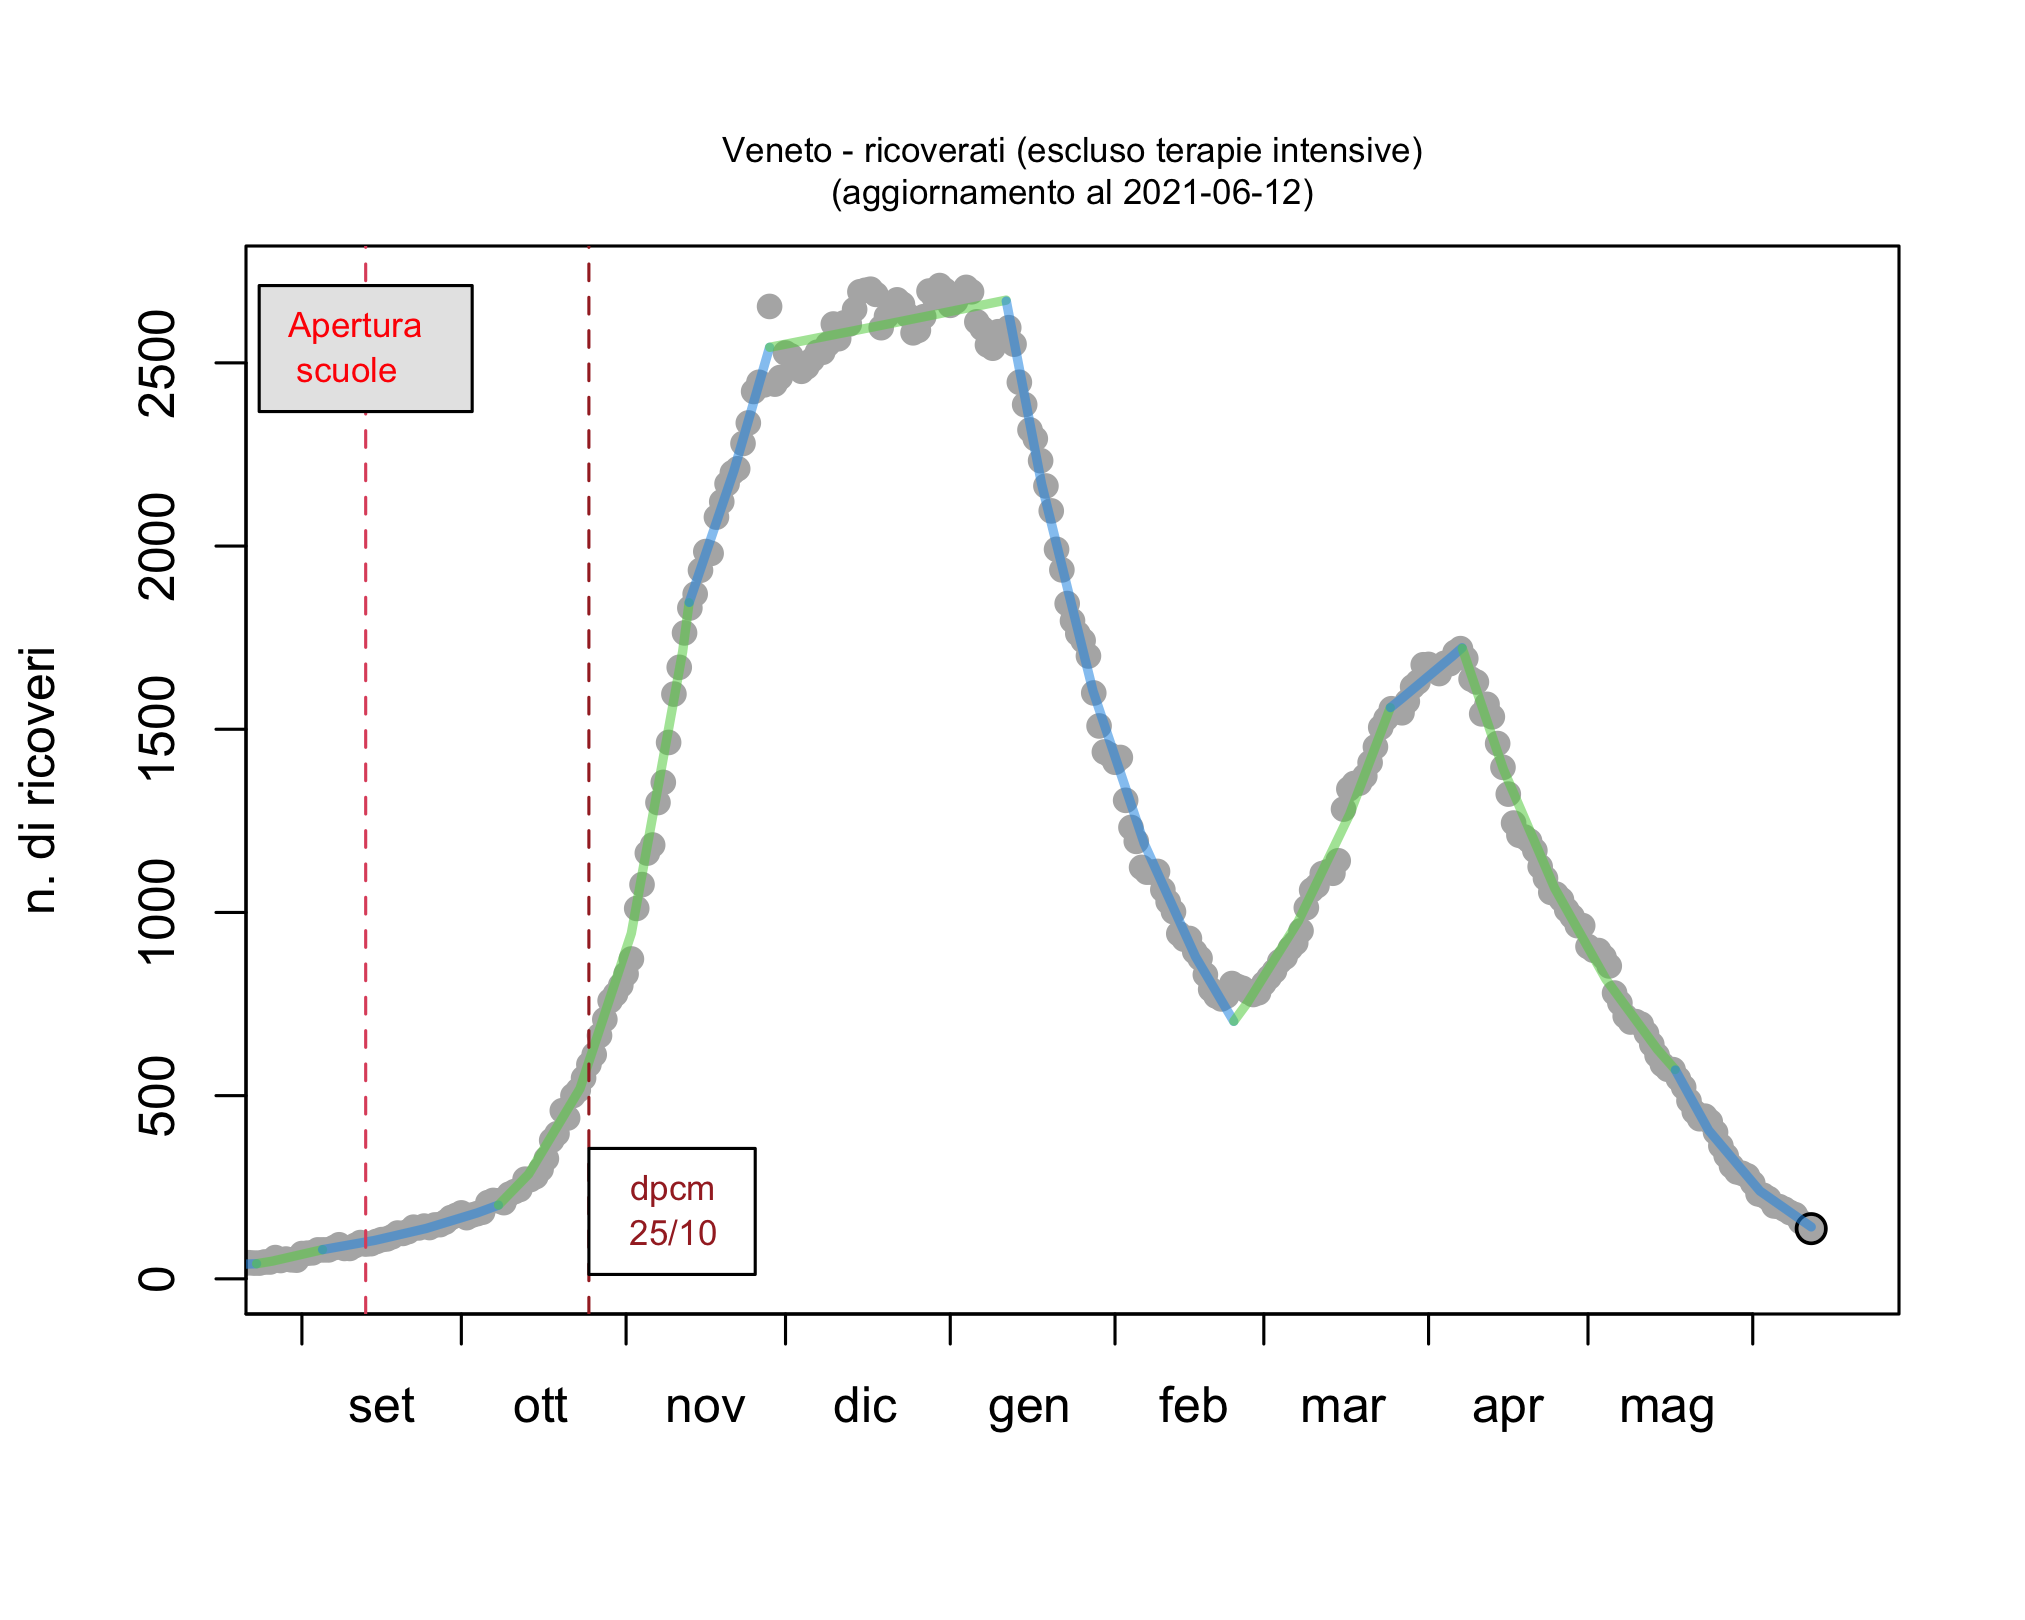 Veneto - ricoverati (escluso terapie intensive)
(aggiornamento al 2021-06-12)
Apertura
scuole
n. di ricoveri
2500
2000
1500
1000
500
0
dpcm
25/10
set ott nov dic gen feb mar apr mag